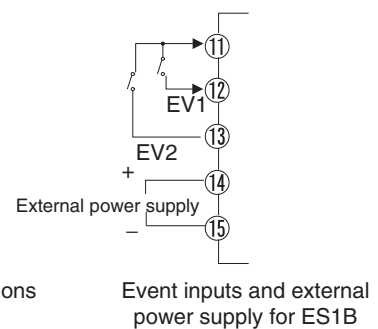 11
12
EV1
13
EV2
+
14
External power supply
−
15
ons
Event inputs and external
power supply for ES1B